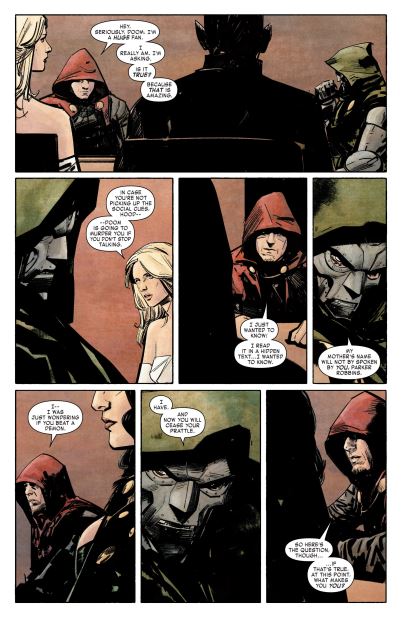 HEY.
SERIOUSLY, DOOM, I'M
A HUGE FAN.
I
REALLY AM. I'M
ASKING.
IS IT
TRUE?
BECAUSE
THAT IS
AMAZING.
IN CASE
YOU'RE NOT
PICKING UP THE
SOCIAL CUES,
HOOD--
--DOOM
IS GOING TO
MURDER YOU IF
YOU DON'T STOP
TALKING.
I JUST
WANTED TO
KNOW!
I READ
IT IN A HIDDEN
TEXT...I WANTED
TO KNOW.
MY
MOTHER'S NAME
WILL NOT BE SPOKEN
BY YOU, PARKER
ROBBINS.
I--
I WAS
JUST WONDERING
IF YOU BEAT A
DEMON.
I
HAVE.
AND
NOW YOU WILL
CEASE YOUR
PRATTLE.
SO HERE'S
THE QUESTION,
THOUGH...
...IF
THAT'S TRUE,
AT THIS POINT,
WHAT MAKES
YOU YOU?